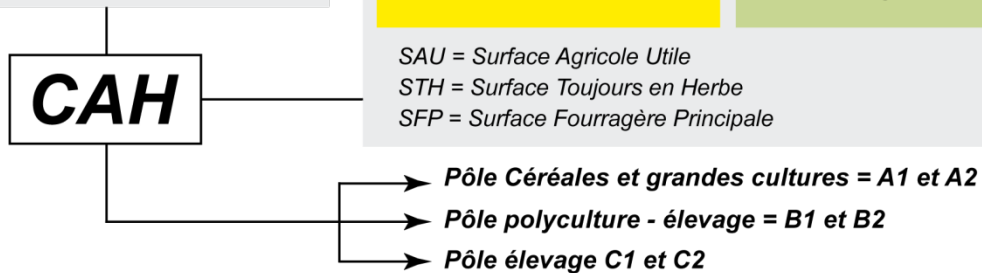 CAH
SAU = Surface Agricole Utile
STH = Surface Toujours en Herbe
SFP = Surface Fourragère Principale
Pôle Céréales et grandes cultures = A1 et A2
Pôle polyculture - élevage = B1 et B2
Pôle élevage C1 et C2